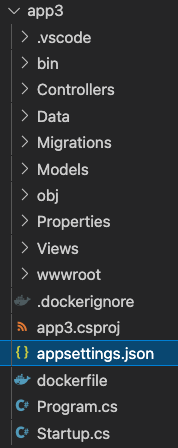 app3
.vscode
bin
Controllers
Data
Migrations
Models
obj
Properties
Views
wwwroot
.dockerignore
app3.csproj
{} appsettings.json
dockerfile
C# Program.cs
C# Startup.cs